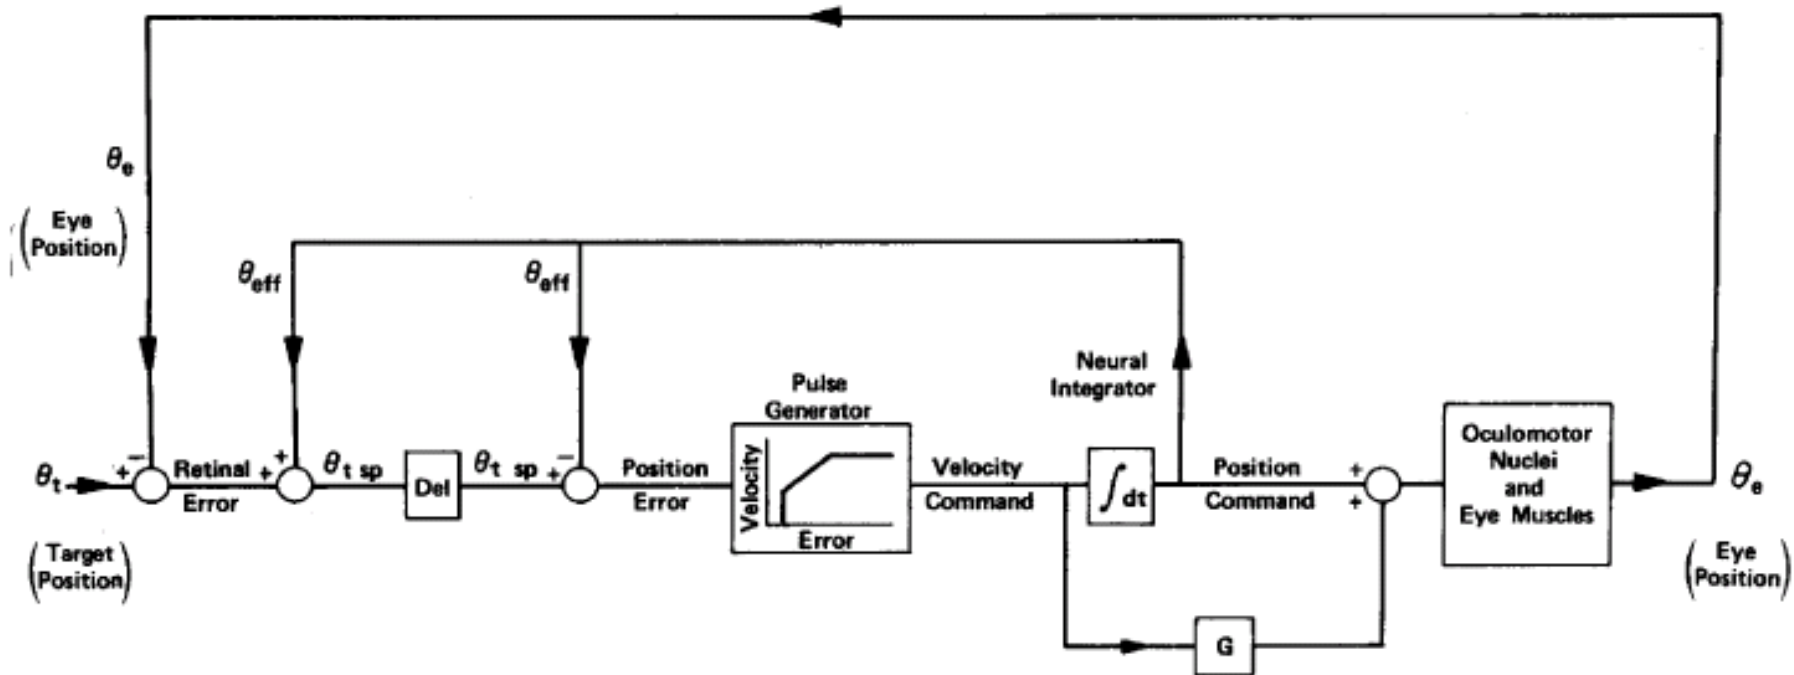 θe
(Eye
Position)
θeff
θeff
Neural
Integrator
Pulse
Generator
Velocity
Error
θt
+
−
Retinal
Error
+
+
θt sp
Del
θt sp
+
−
Position
Error
Velocity
Command
∫dt
Position
Command
+
+
Oculomotor
Nuclei
and
Eye Muscles
θe
(Target
Position)
(Eye
Position)
G